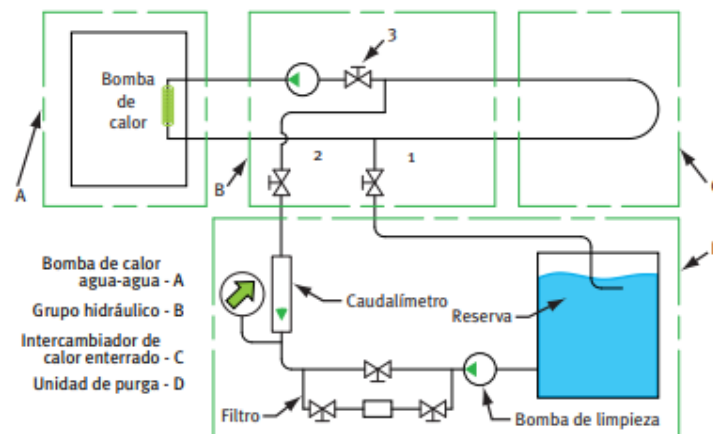 3
Bomba
de
calor
A
B
2
1
Bomba de calor
agua-agua - A
Grupo hidráulico - B
Intercambiador de
calor enterrado - C
Unidad de purga - D
Caudalímetro
Reserva
Filtro
Bomba de limpieza